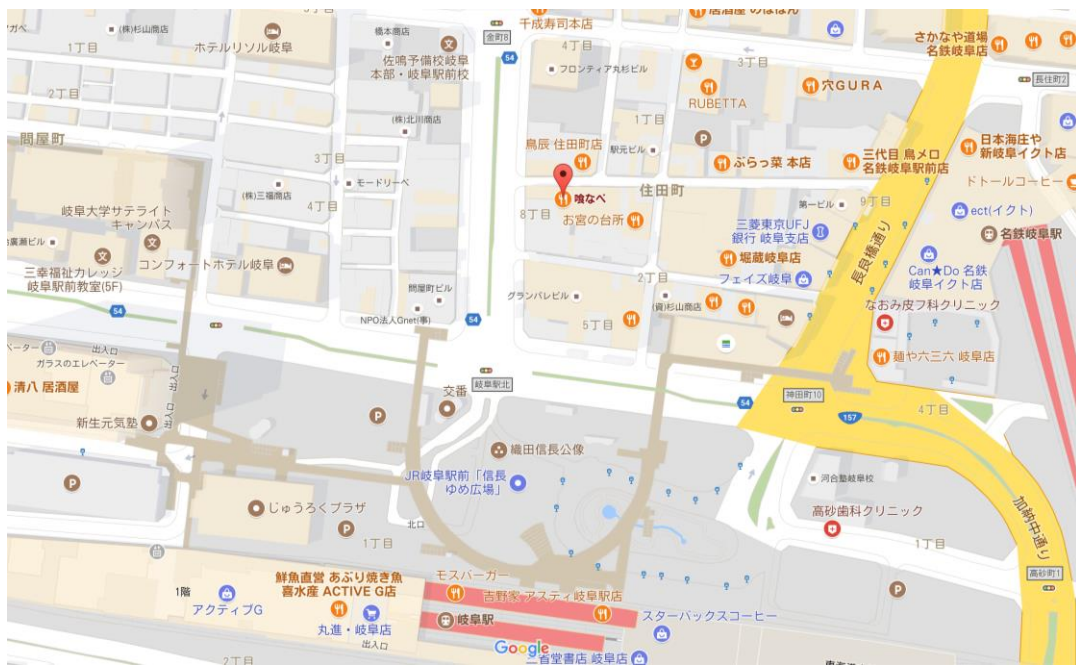 千成寿司本店
居酒屋 のぽぽん
(株)杉山商店
1丁目
ホテルリソル岐阜
橋本商店
佐鳴予備校岐阜
本部・岐阜駅前校
金町8
4丁目
54
フロンティア丸杉ビル
3丁目
さかなや道場
名鉄岐阜店
長住町2
2丁目
RUBETTA
穴GURA
問屋町
(株)北川商店
1丁目
鳥辰 住田町店
駅元ビル
P
ぶらっ菜 本店
三代目 鳥メロ
名鉄岐阜駅前店
日本海庄や
新岐阜イクト店
3丁目
モードリーベ
(株)三福商店
4丁目
喰なべ
8丁目
お宮の台所
住田町
第一ビル
9丁目
ドトールコーヒー
ect(イクト)
名鉄岐阜駅
岐阜大学サテライト
キャンパス
廣瀬ビル
三幸福祉カレッジ
岐阜駅前教室(5F)
コンフォートホテル岐阜
三菱東京UFJ
銀行 岐阜支店
堀蔵岐阜店
フェイズ岐阜
長良橋通り
Can★Do 名鉄
岐阜イクト店
なおみ皮フ科クリニック
2丁目
問屋町ビル
グランパレビル
(資)杉山商店
NPO法人Gnet(事)
54
54
5丁目
麺や六三六 岐阜店
出入口
ガラスのエレベーター
清八 居酒屋
岐阜駅北
交番
P
54
神田町10
157
4丁目
新生元気塾
織田信長公像
JR岐阜駅前「信長
ゆめ広場」
河合塾岐阜校
P
じゅうろくプラザ
P
北口
高砂歯科クリニック
加納中通り
1丁目
1丁目
P
高砂町1
1階
アクティブG
鮮魚直営 あぶり焼き魚
喜水産 ACTIVE G店
丸進・岐阜店
出入口
モスバーガー
吉野家 アスティ岐阜駅店
岐阜駅
スターバックスコーヒー
Google
三省堂書店 岐阜店
2丁目